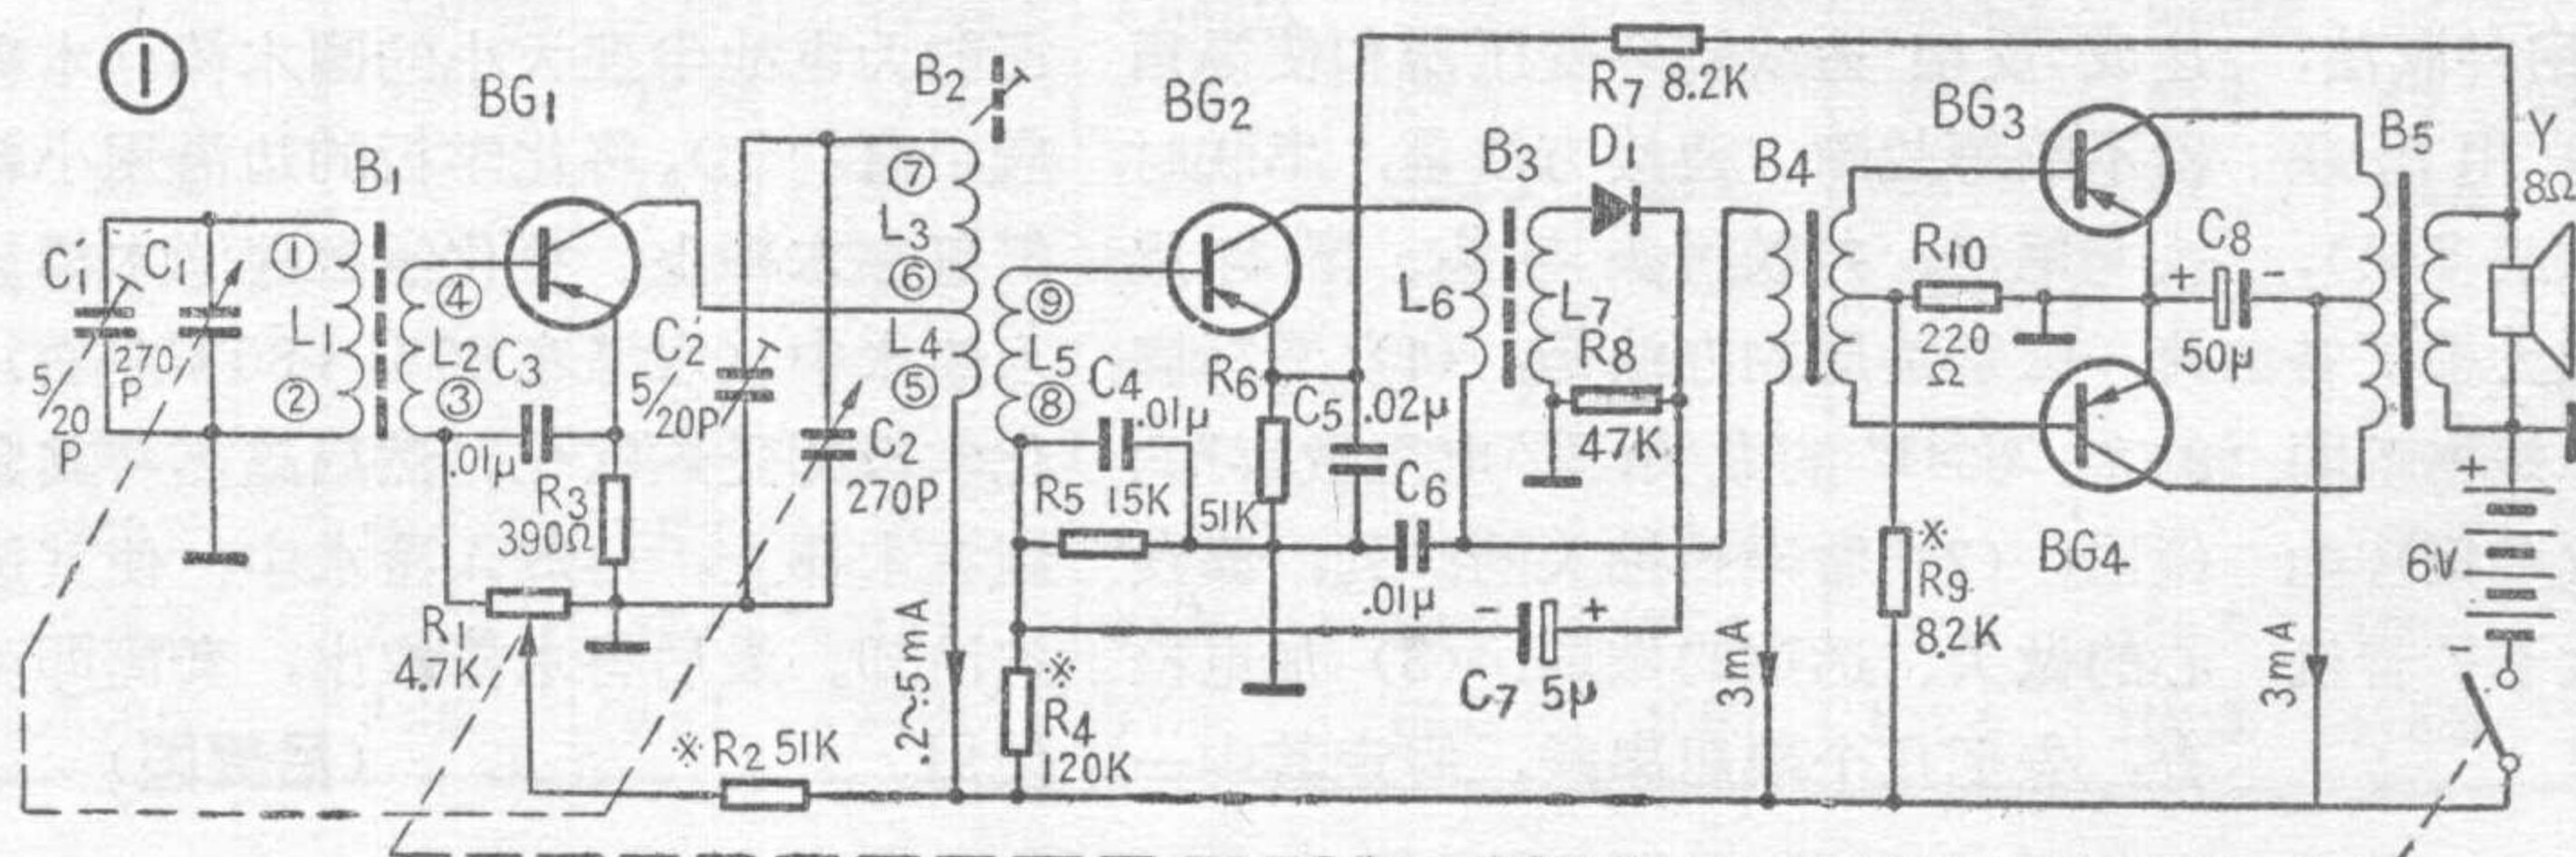 ①
BG1
B2
BG2
R7 8.2K
BG3
Y
8Ω
B1
B3
D1
B4
B5
C1′
C1
①
L1
②
5/20P
270P
④
L2
③
C3
.01μ
R3
390Ω
R1
4.7K
C2′
5/20P
⑦
L3
⑥
L4
⑤
C2
270P
※R2 51K
.2~.5mA
⑨
L5
⑧
C4
.01μ
R5 15K
※
R4
120K
R6
51K
C5 .02μ
C6
.01μ
L6
L7
R8
47K
- +
C7 5μ
3mA
R10
220Ω
※
R9
8.2K
C8
+ -
50μ
BG4
3mA
+
6V
-